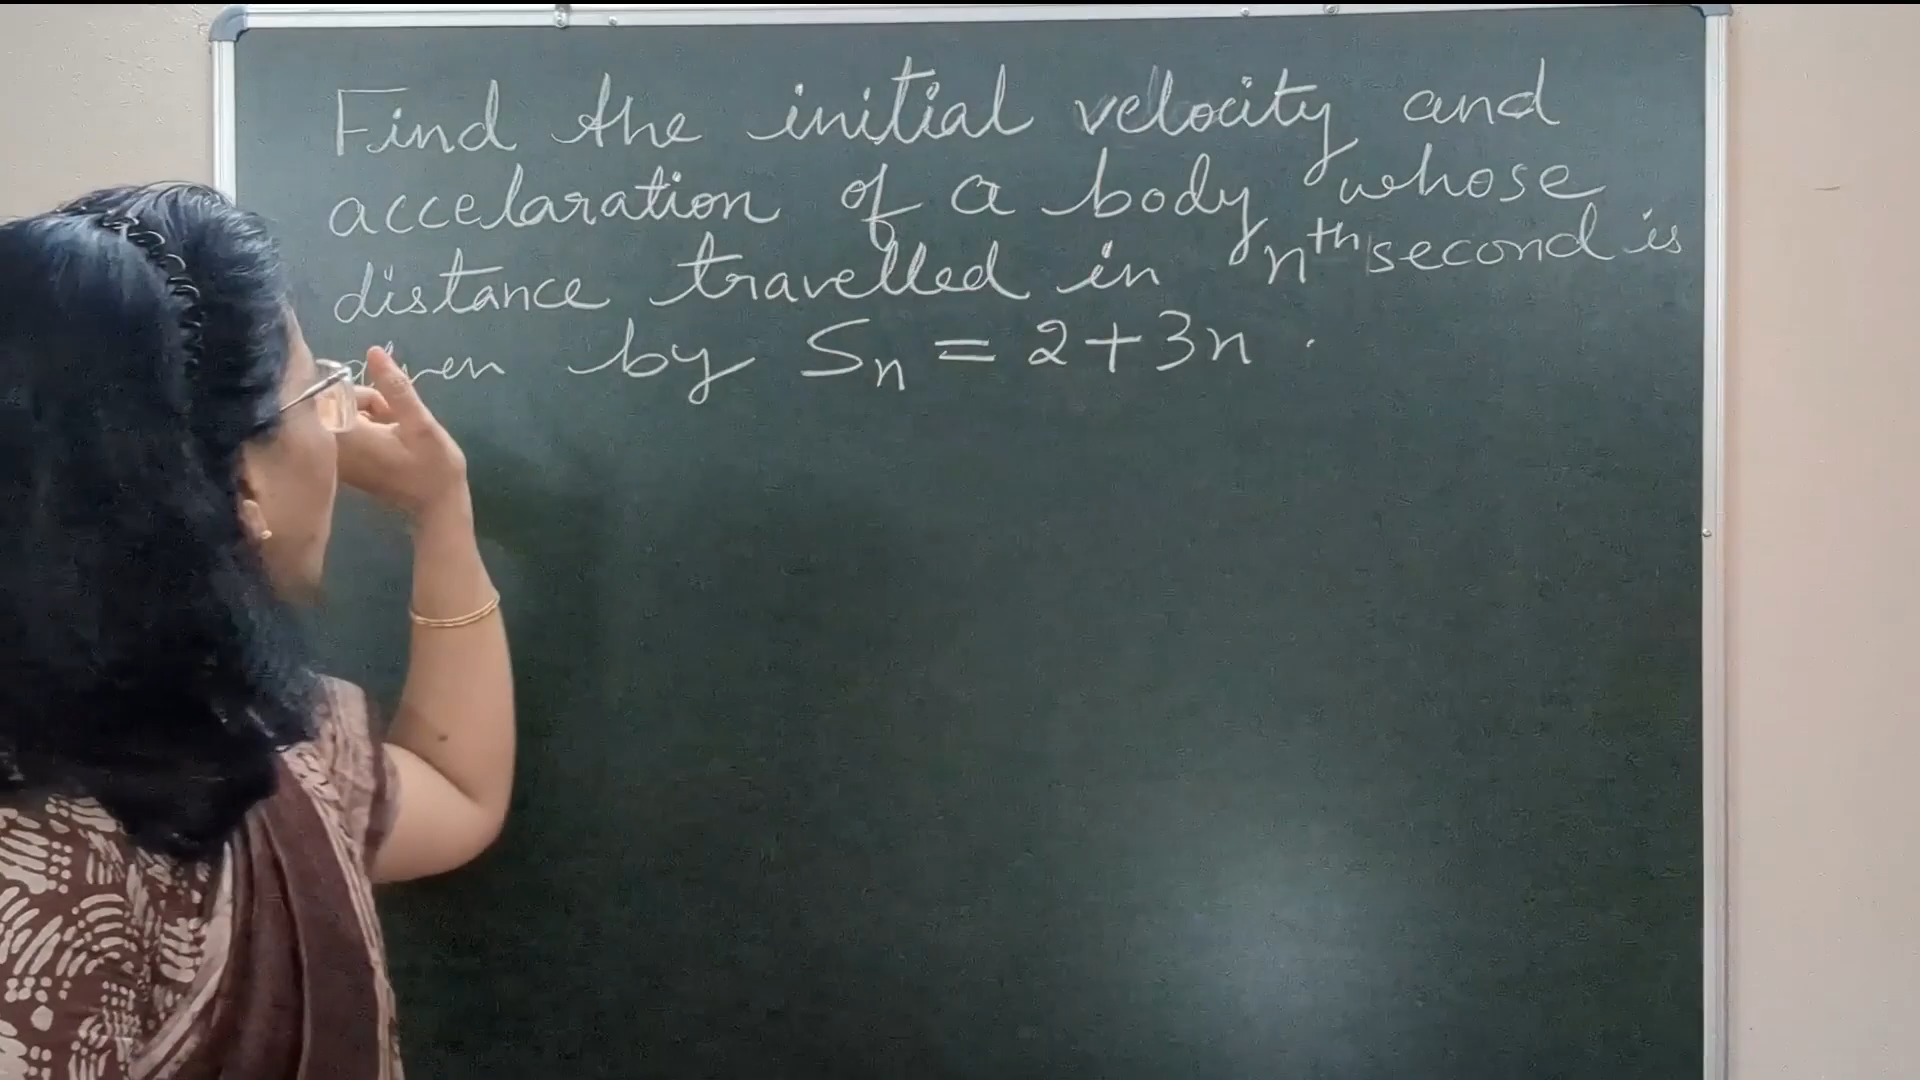 Find the initial velocity and
accelaration of a body whose
distance travelled in nth second is
given by Sn = 2+3n .